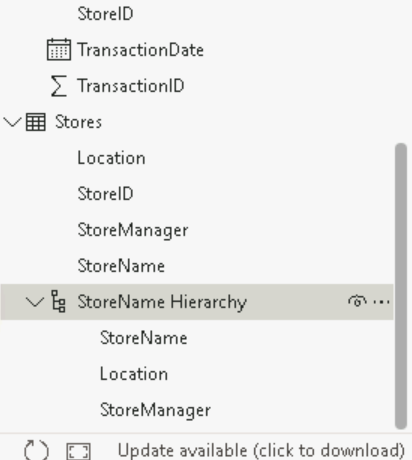 StoreID
TransactionDate
TransactionID
Stores
Location
StoreID
StoreManager
StoreName
StoreName Hierarchy
StoreName
Location
StoreManager
Update available (click to download)